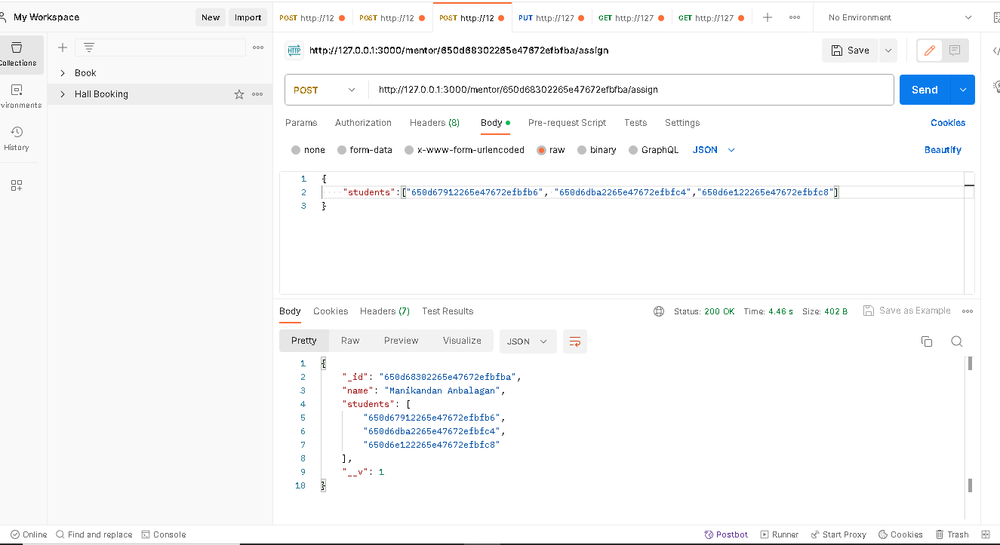 My Workspace
New
Import
POST http://12
POST http://12
POST http://12
PUT http://127
GET http://127
GET http://127
No Environment
Collections
Book
Hall Booking
History
http://127.0.0.1:3000/mentor/650d68302265e47672efbfba/assign
Save
POST
http://127.0.0.1:3000/mentor/650d68302265e47672efbfba/assign
Send
Params
Authorization
Headers (8)
Body
Pre-request Script
Tests
Settings
Cookies
none
form-data
x-www-form-urlencoded
raw
binary
GraphQL
JSON
Beautify
1 {
2 "students":["650d67912265e47672efbfb6", "650d6dba2265e47672efbfc4","650d6e122265e47672efbfc8"]
3 }
Body
Cookies
Headers (7)
Test Results
Status: 200 OK
Time: 4.46 s
Size: 402 B
Save as Example
Pretty
Raw
Preview
Visualize
JSON
1 {
2 "_id": "650d68302265e47672efbfba",
3 "name": "Manikandan Anbalagan",
4 "students": [
5 "650d67912265e47672efbfb6",
6 "650d6dba2265e47672efbfc4",
7 "650d6e122265e47672efbfc8"
8 ],
9 "__v": 1
10 }
Online
Find and replace
Console
Postbot
Runner
Start Proxy
Cookies
Trash